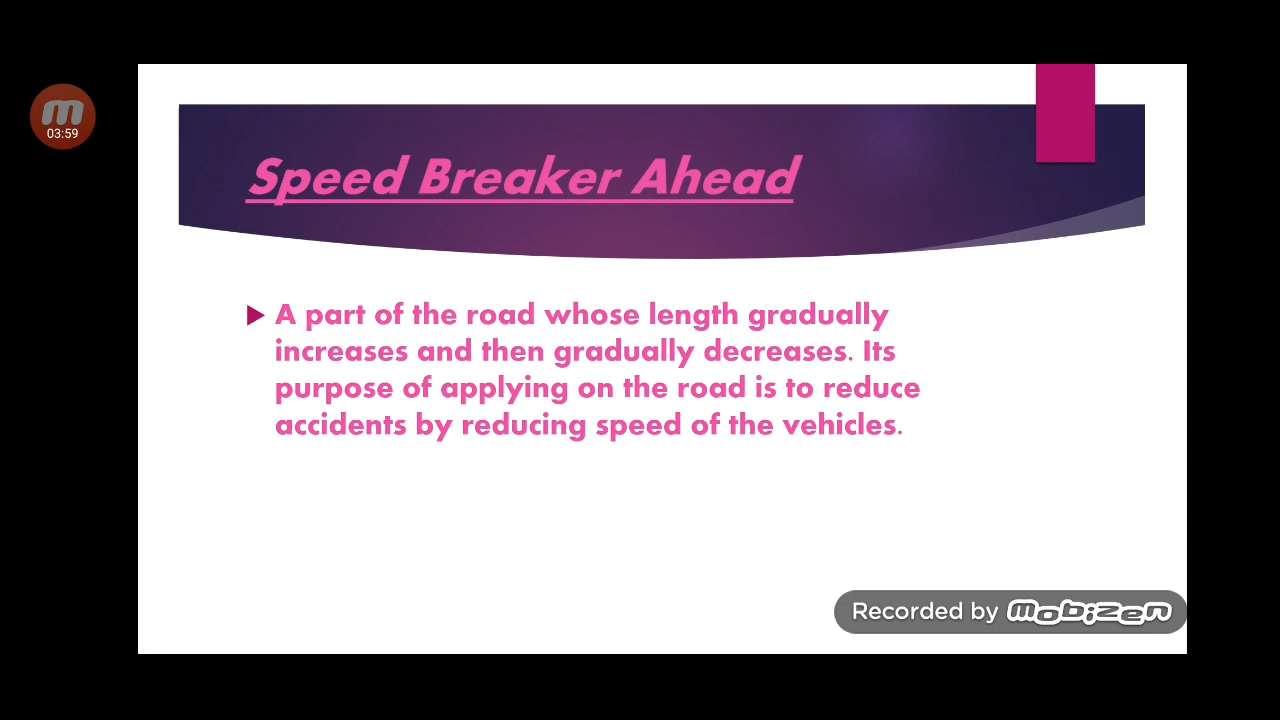 03:59
Speed Breaker Ahead
A part of the road whose length gradually
increases and then gradually decreases. Its
purpose of applying on the road is to reduce
accidents by reducing speed of the vehicles.
Recorded by mobizen